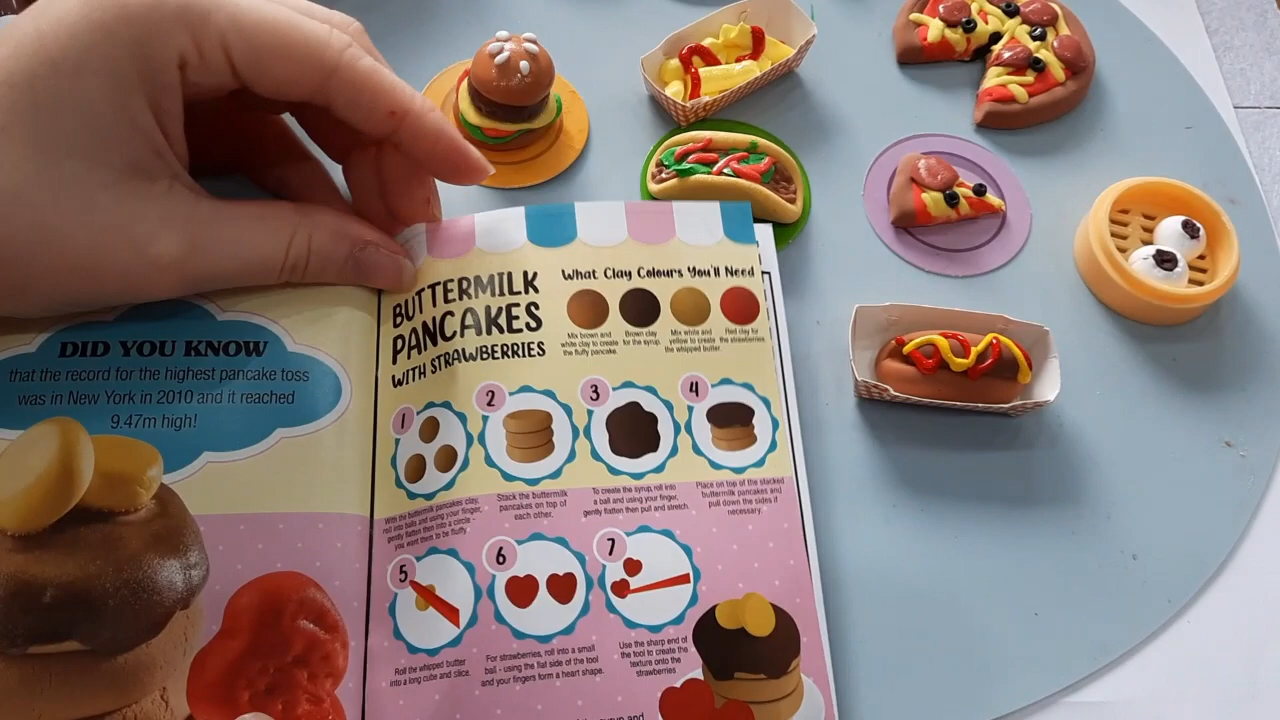 DID YOU KNOW
that the record for the highest pancake toss
was in New York in 2010 and it reached
9.47m high!
BUTTERMILK
PANCAKES
WITH STRAWBERRIES
What Clay Colours You'll Need
Mix brown and
white clay to create
the fluffy pancake.
Brown clay
for the syrup.
Mix white and
yellow to create
the whipped butter.
Red clay for
the strawberries.
1
With the buttermilk pancakes clay,
roll into balls and using your finger,
gently flatten then into a circle -
you want them to be fluffy.
2
Stack the buttermilk
pancakes on top of
each other.
3
To create the syrup, roll into
a ball and using your finger,
gently flatten then pull and stretch.
4
Place on top of the stacked
buttermilk pancakes and
pull down the sides if
necessary.
5
Roll the whipped butter
into a long cube and slice.
6
For strawberries, roll into a small
ball - using the flat side of the tool
and your fingers form a heart shape.
7
Use the sharp end of
the tool to create the
texture onto the
strawberries
syrup and